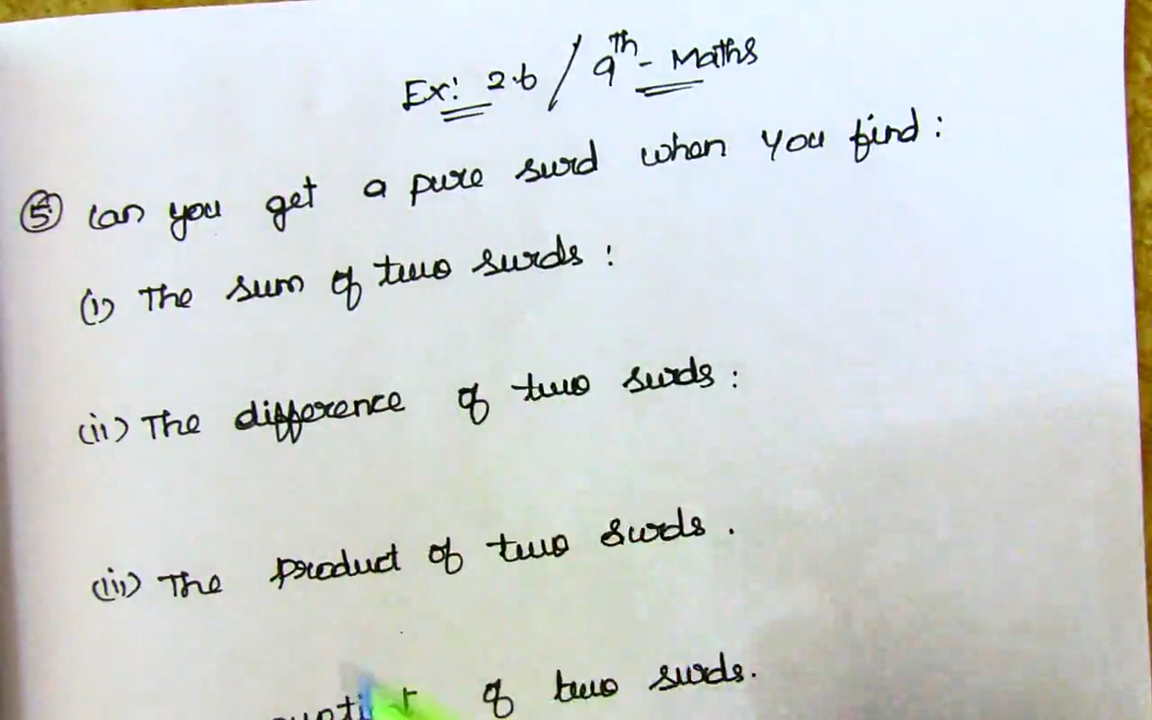 Ex: 2.6 / 9th - Maths
⑤ Can you get a pure surd when you find:
(i) The sum of two surds:
(ii) The difference of two surds:
(iii) The product of two surds.
of two surds.